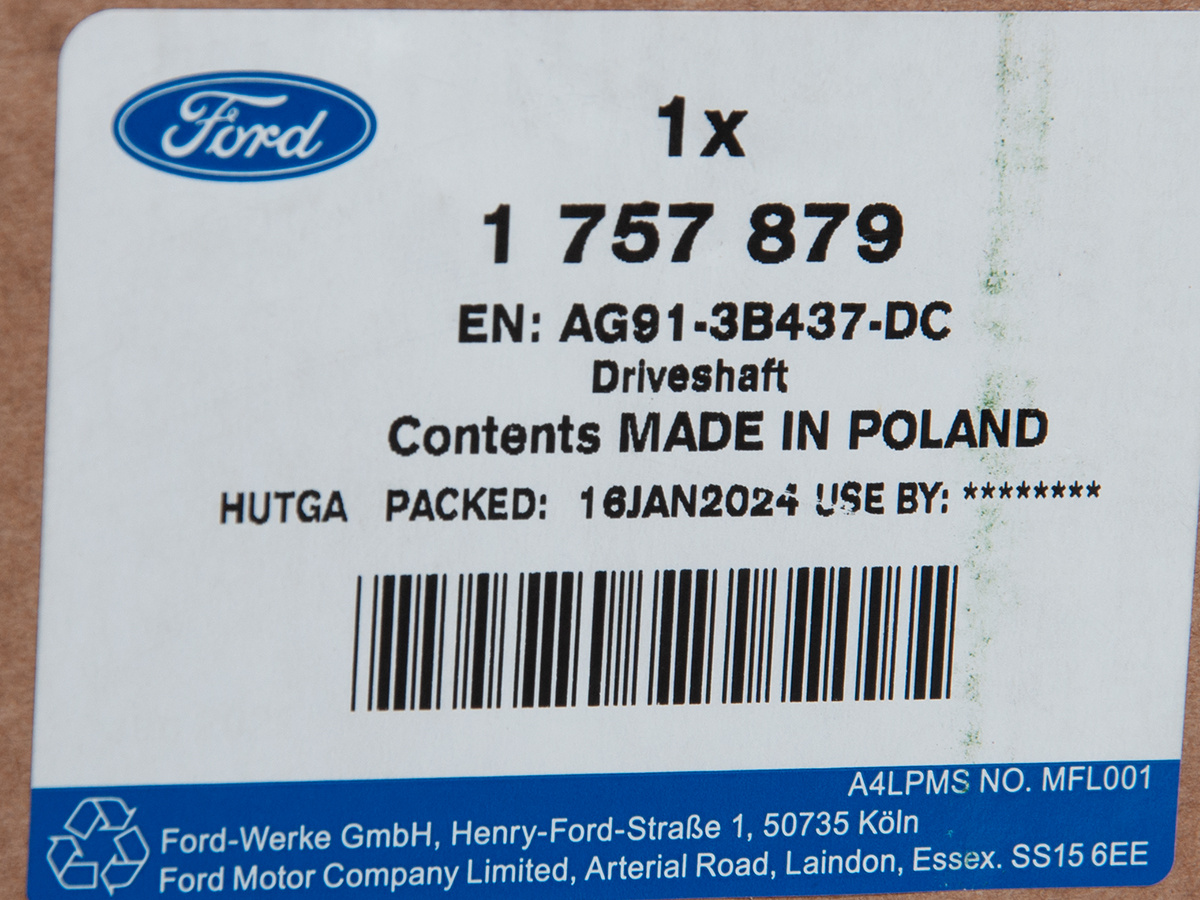 Ford
1x
1 757 879
EN: AG91-3B437-DC
Driveshaft
Contents MADE IN POLAND
HUTGA PACKED: 16JAN2024 USE BY: ********
A4LPMS NO. MFL001
Ford-Werke GmbH, Henry-Ford-Straße 1, 50735 Köln
Ford Motor Company Limited, Arterial Road, Laindon, Essex. SS15 6EE